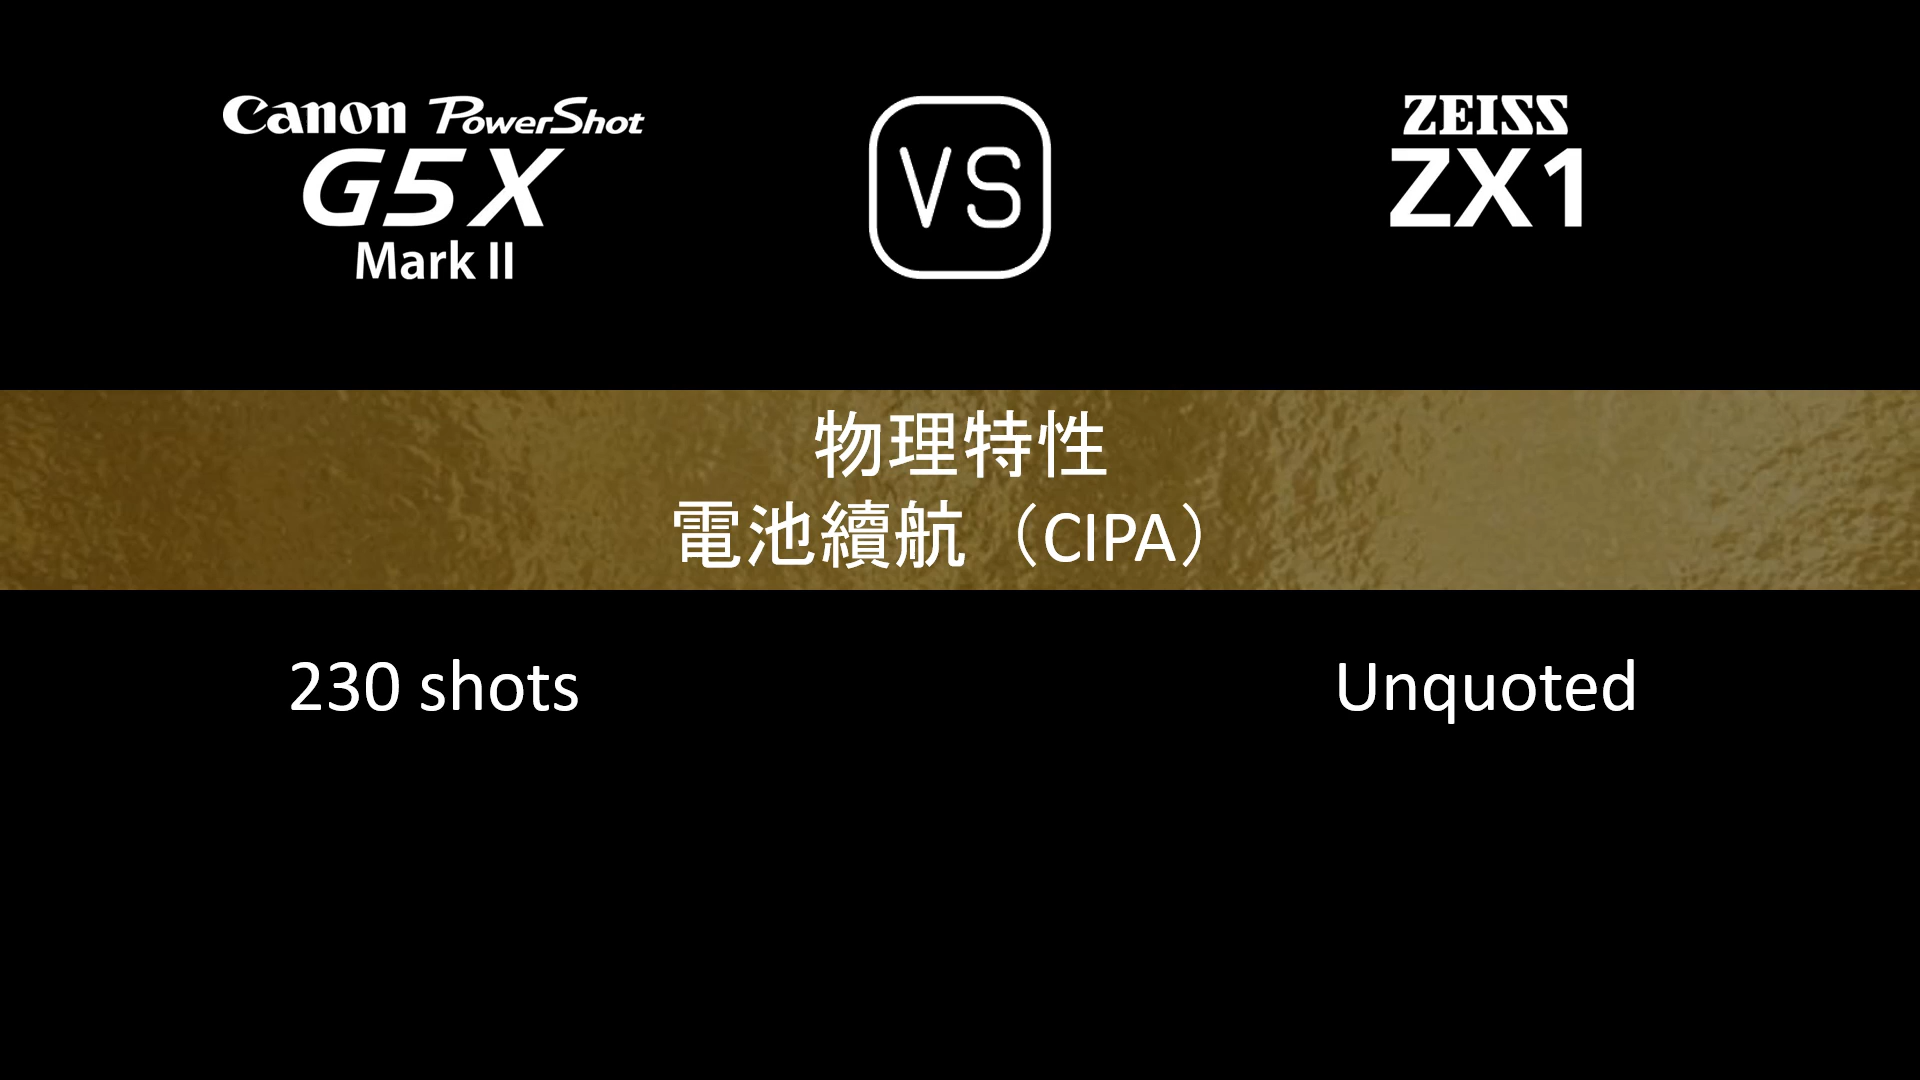 Canon PowerShot
G5X
Mark II
VS
ZEISS
ZX1
物理特性
電池續航（CIPA）
230 shots
Unquoted